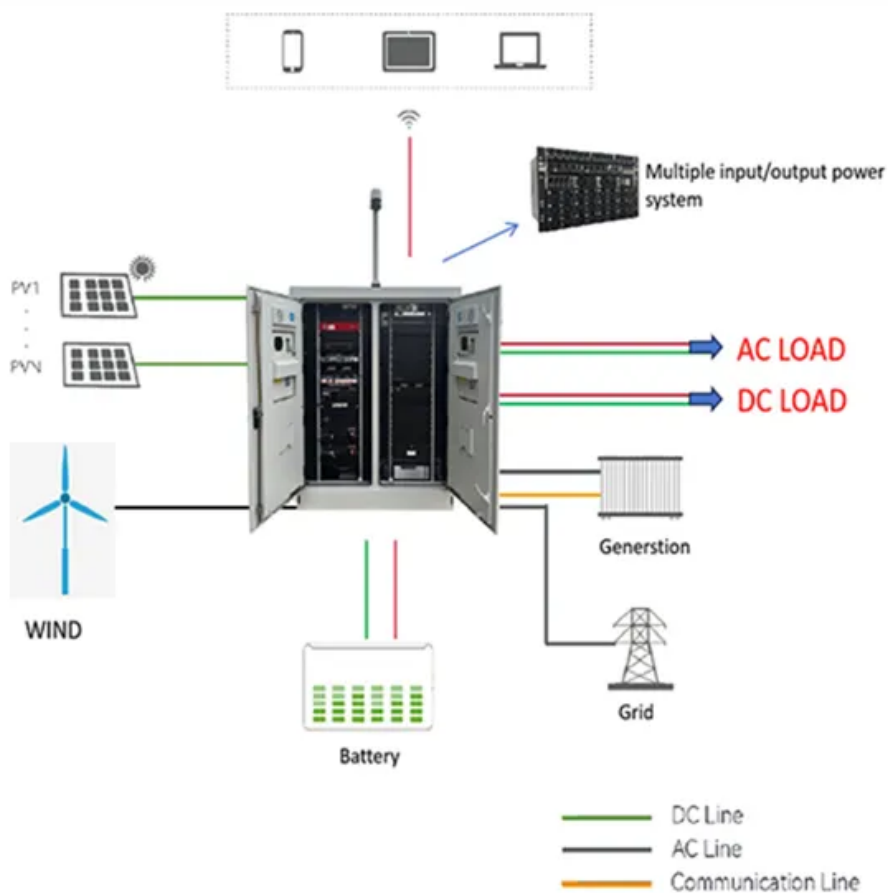 Multiple input/output power
system
PV1
PVN
AC LOAD
DC LOAD
WIND
Generstion
Grid
Battery
DC Line
AC Line
Communication Line